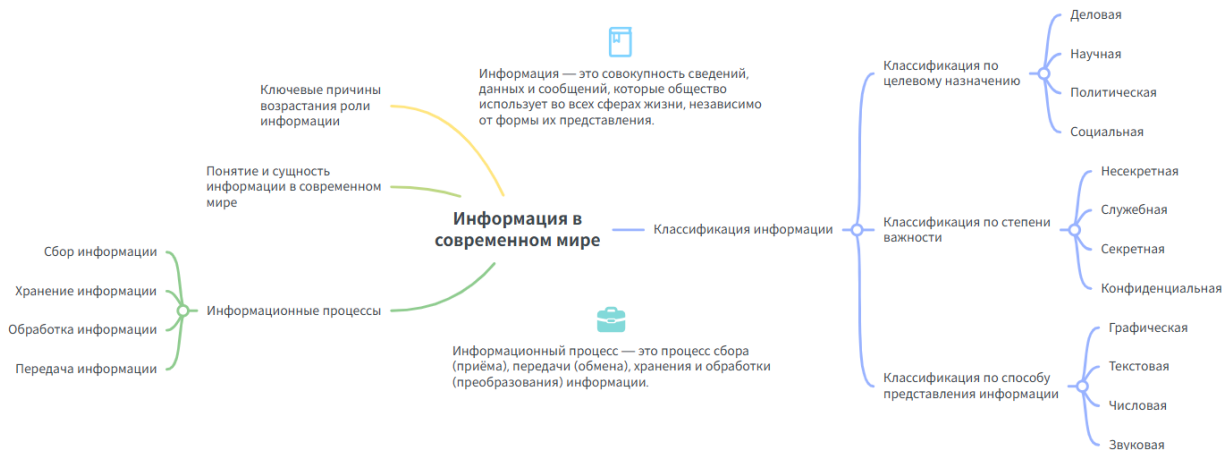 Информация — это совокупность сведений,
данных и сообщений, которые общество
использует во всех сферах жизни, независимо
от формы их представления.
Ключевые причины
возрастания роли
информации
Понятие и сущность
информации в современном
мире
Информация в
современном мире
Сбор информации
Хранение информации
Обработка информации
Передача информации
Информационные процессы
Информационный процесс — это процесс сбора
(приёма), передачи (обмена), хранения и обработки
(преобразования) информации.
Классификация информации
Классификация по
целевому назначению
Деловая
Научная
Политическая
Социальная
Классификация по степени
важности
Несекретная
Служебная
Секретная
Конфиденциальная
Классификация по способу
представления информации
Графическая
Текстовая
Числовая
Звуковая